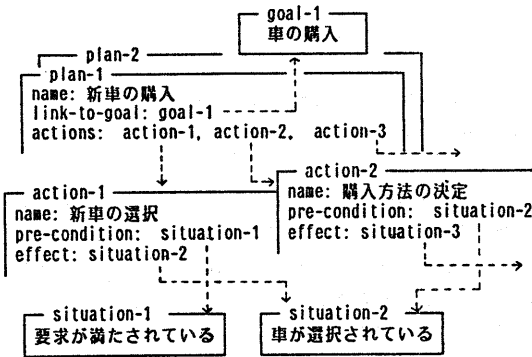 goal-1
車の購入
plan-2
plan-1
name: 新車の購入
link-to-goal: goal-1
actions: action-1, action-2, action-3
action-1
name: 新車の選択
pre-condition: situation-1
effect: situation-2
action-2
name: 購入方法の決定
pre-condition: situation-2
effect: situation-3
situation-1
要求が満たされている
situation-2
車が選択されている